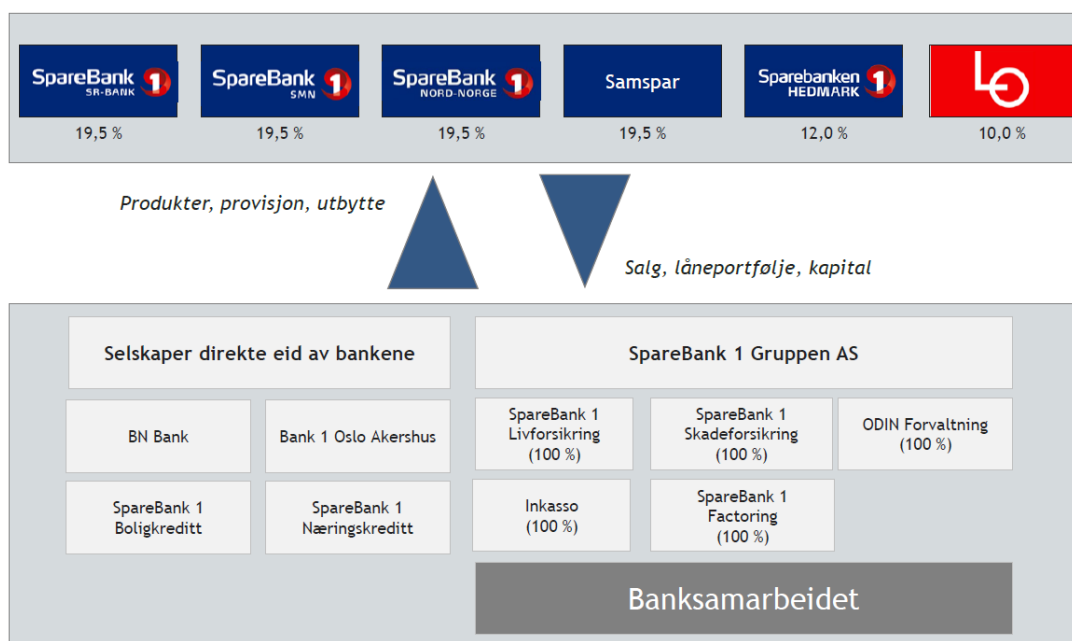 SpareBank 1
SR-BANK
SpareBank 1
SMN
SpareBank 1
NORD-NORGE
Samspar
Sparebanken 1
HEDMARK
LO
19,5 %
19,5 %
19,5 %
19,5 %
12,0 %
10,0 %
Produkter, provisjon, utbytte
Salg, låneportfølje, kapital
Selskaper direkte eid av bankene
BN Bank
Bank 1 Oslo Akershus
SpareBank 1
Boligkreditt
SpareBank 1
Næringskreditt
SpareBank 1 Gruppen AS
SpareBank 1
Livforsikring
(100 %)
SpareBank 1
Skadeforsikring
(100 %)
ODIN Forvaltning
(100 %)
Inkasso
(100 %)
SpareBank 1
Factoring
(100 %)
Banksamarbeidet